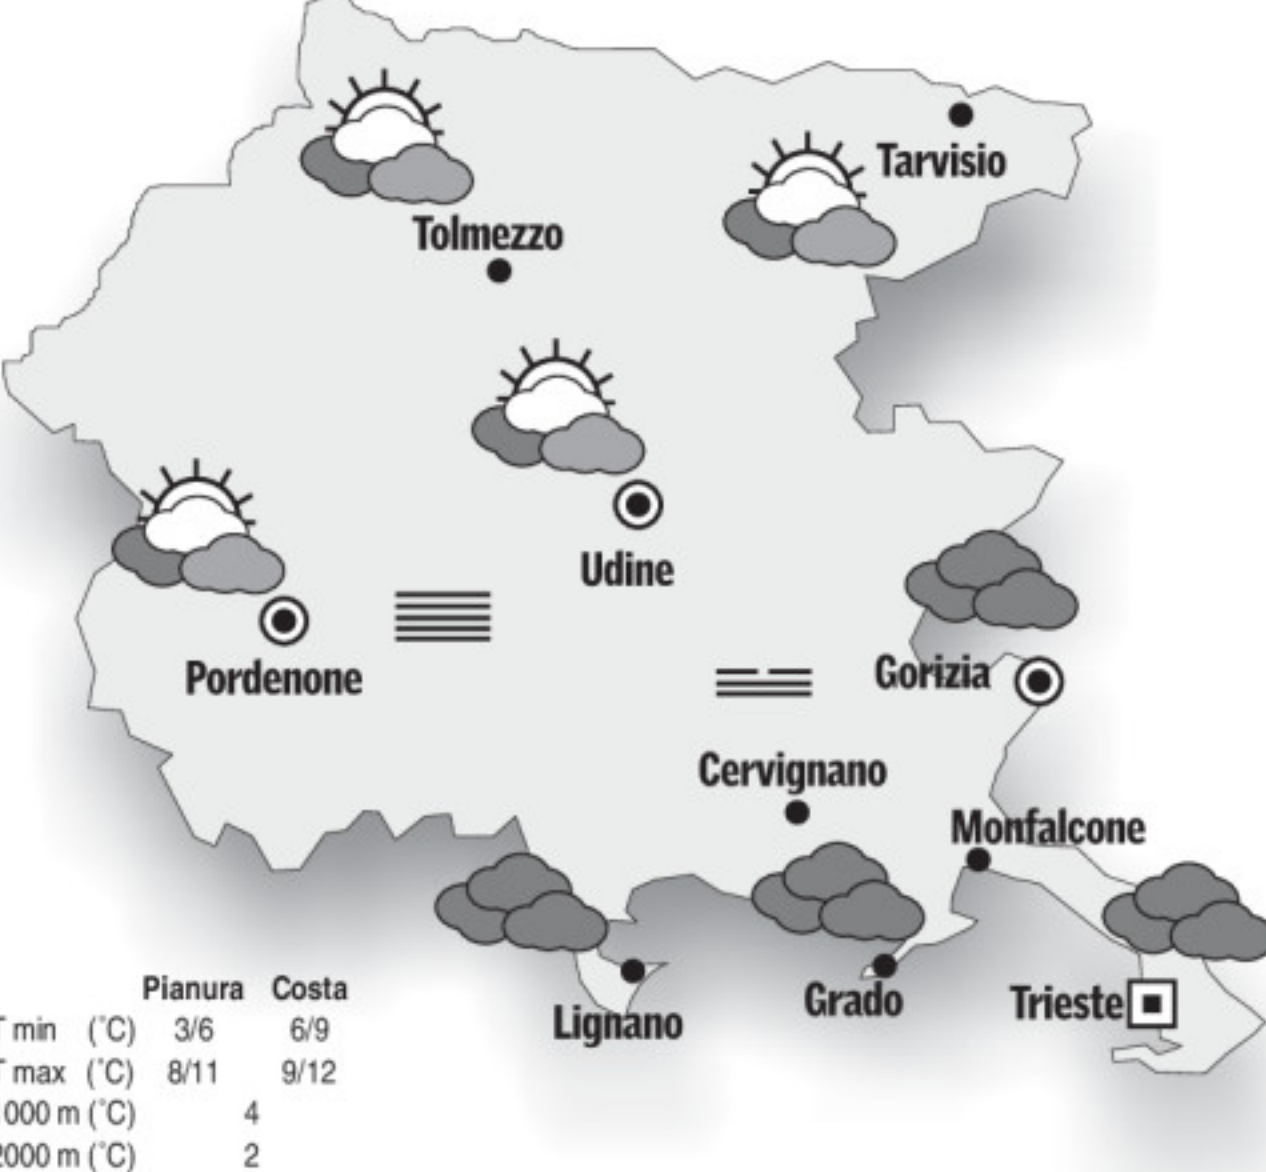 Tarvisio
Tolmezzo
Udine
Pordenone
Gorizia
Cervignano
Monfalcone
Grado
Trieste
Lignano
Pianura Costa
T min (°C) 3/6 6/9
T max (°C) 8/11 9/12
000 m (°C) 4
2000 m (°C) 2